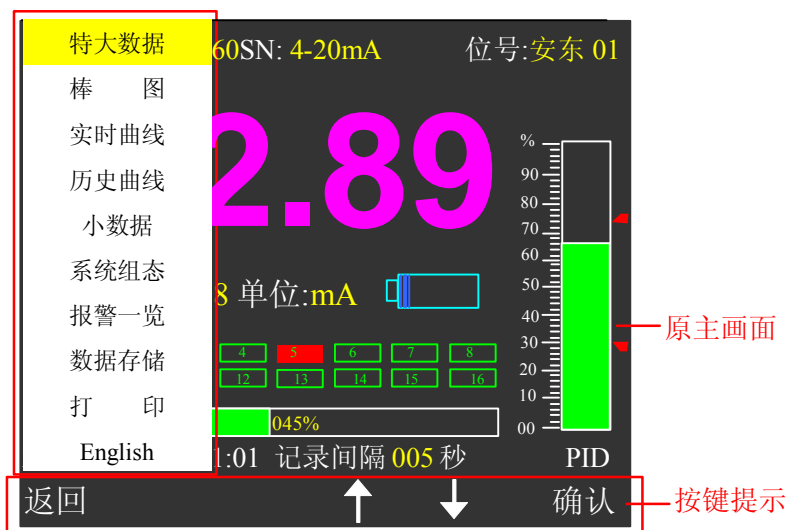 特大数据
棒 图
实时曲线
历史曲线
小数据
系统组态
报警一览
数据存储
打 印
English
60SN: 4-20mA 位号:安东 01
2.89
8 单位:mA
4 5 6 7 8
12 13 14 15 16
045%
1:01 记录间隔 005 秒 PID
%
90
80
70
60
50
40
30
20
10
00
原主画面
返回 确认
按键提示